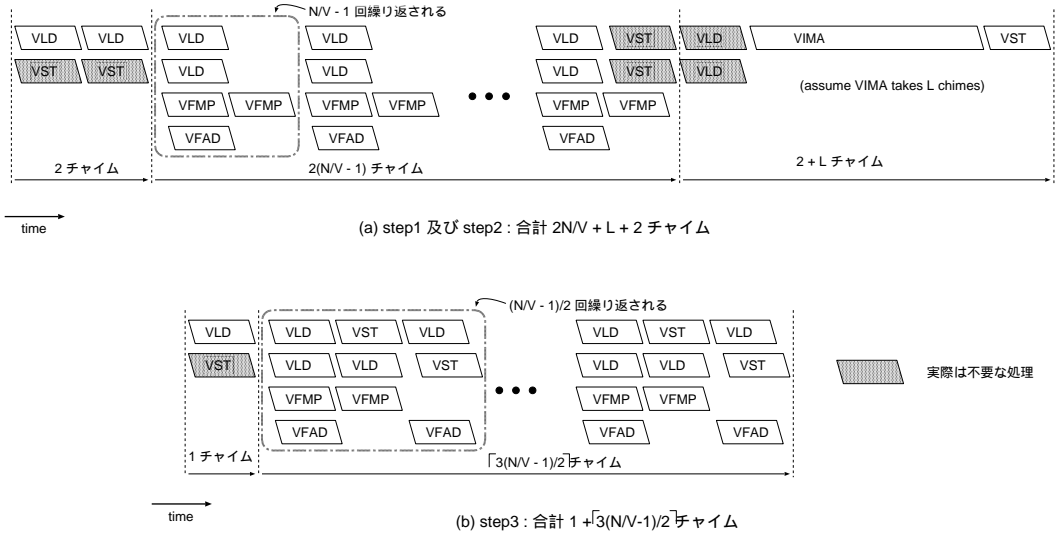 N/V - 1 回繰り返される
VLD VLD VLD VLD VLD VST VLD VIMA VST
VST VST VLD VLD VLD VST VLD (assume VIMA takes L chimes)
VFMP VFMP VFMP VFMP VFMP VFMP
VFAD VFAD VFAD
2 チャイム 2(N/V - 1) チャイム 2 + L チャイム
time
(a) step1 及び step2 : 合計 2N/V + L + 2 チャイム
(N/V - 1)/2 回繰り返される
VLD VLD VST VLD VLD VST VLD
VST VLD VLD VST VLD VLD VST 実際は不要な処理
VFMP VFMP VFMP VFMP
VFAD VFAD VFAD VFAD
1 チャイム ⌈3(N/V - 1)/2⌉チャイム
time
(b) step3 : 合計 1 +⌈3(N/V-1)/2⌉チャイム